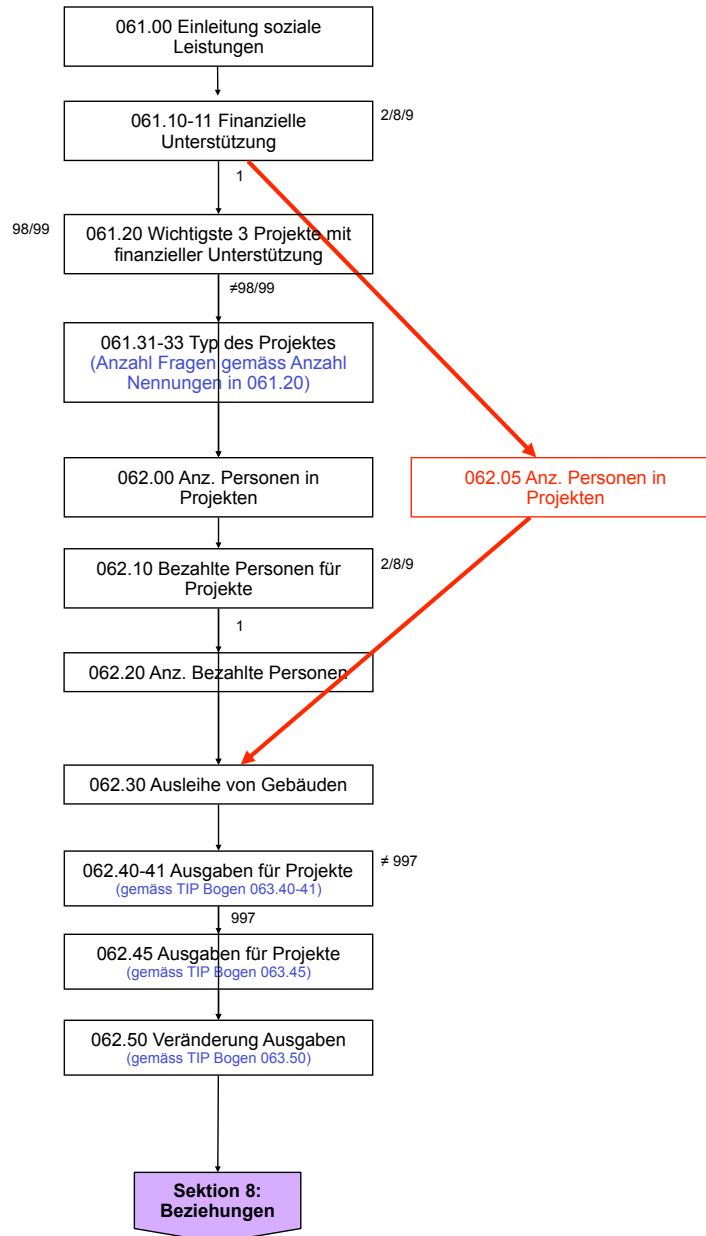 061.00 Einleitung soziale
Leistungen
061.10-11 Finanzielle
Unterstützung
2/8/9
1
98/99
061.20 Wichtigste 3 Projekte mit
finanzieller Unterstützung
≠98/99
061.31-33 Typ des Projektes
(Anzahl Fragen gemäss Anzahl
Nennungen in 061.20)
062.00 Anz. Personen in
Projekten
062.05 Anz. Personen in
Projekten
062.10 Bezahlte Personen für
Projekte
2/8/9
1
062.20 Anz. Bezahlte Personen
062.30 Ausleihe von Gebäuden
062.40-41 Ausgaben für Projekte
(gemäss TIP Bogen 063.40-41)
≠ 997
997
062.45 Ausgaben für Projekte
(gemäss TIP Bogen 063.45)
062.50 Veränderung Ausgaben
(gemäss TIP Bogen 063.50)
Sektion 8:
Beziehungen